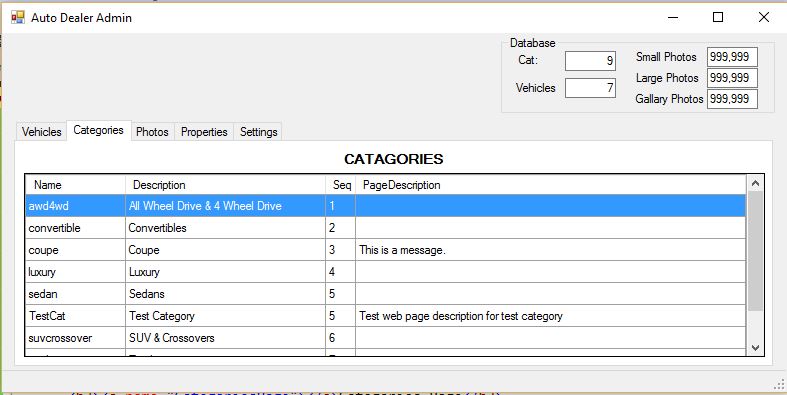 Auto Dealer Admin
Database
Cat: 9 Small Photos 999,999
Large Photos 999,999
Vehicles 7
Gallary Photos 999,999
Vehicles Categories Photos Properties Settings
CATAGORIES
Name Description Seq PageDescription
awd4wd All Wheel Drive & 4 Wheel Drive 1
convertible Convertibles 2
coupe Coupe 3 This is a message.
luxury Luxury 4
sedan Sedans 5
TestCat Test Category 5 Test web page description for test category
suvcrossover SUV & Crossovers 6